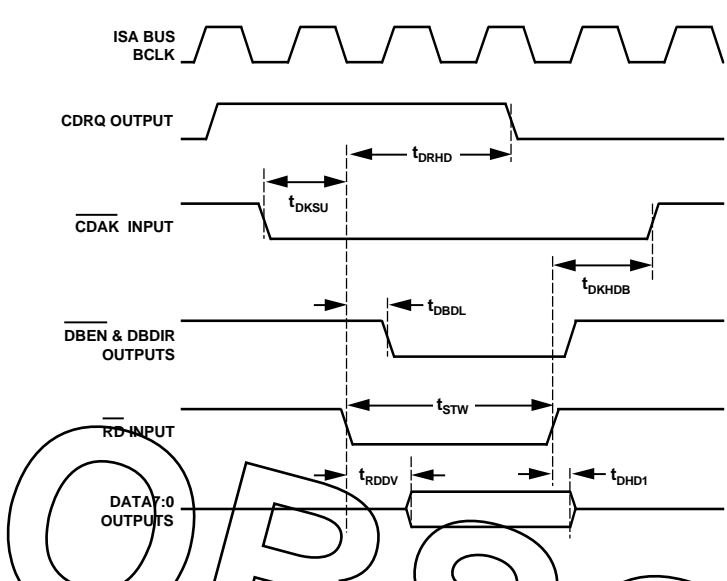 ISA BUS
BCLK
CDRQ OUTPUT
tDRHD
tDKSU
CDAK INPUT
tDKHDB
tDBDL
DBEN & DBDIR
OUTPUTS
tSTW
RD INPUT
tRDDV
tDHD1
DATA7:0
OUTPUTS